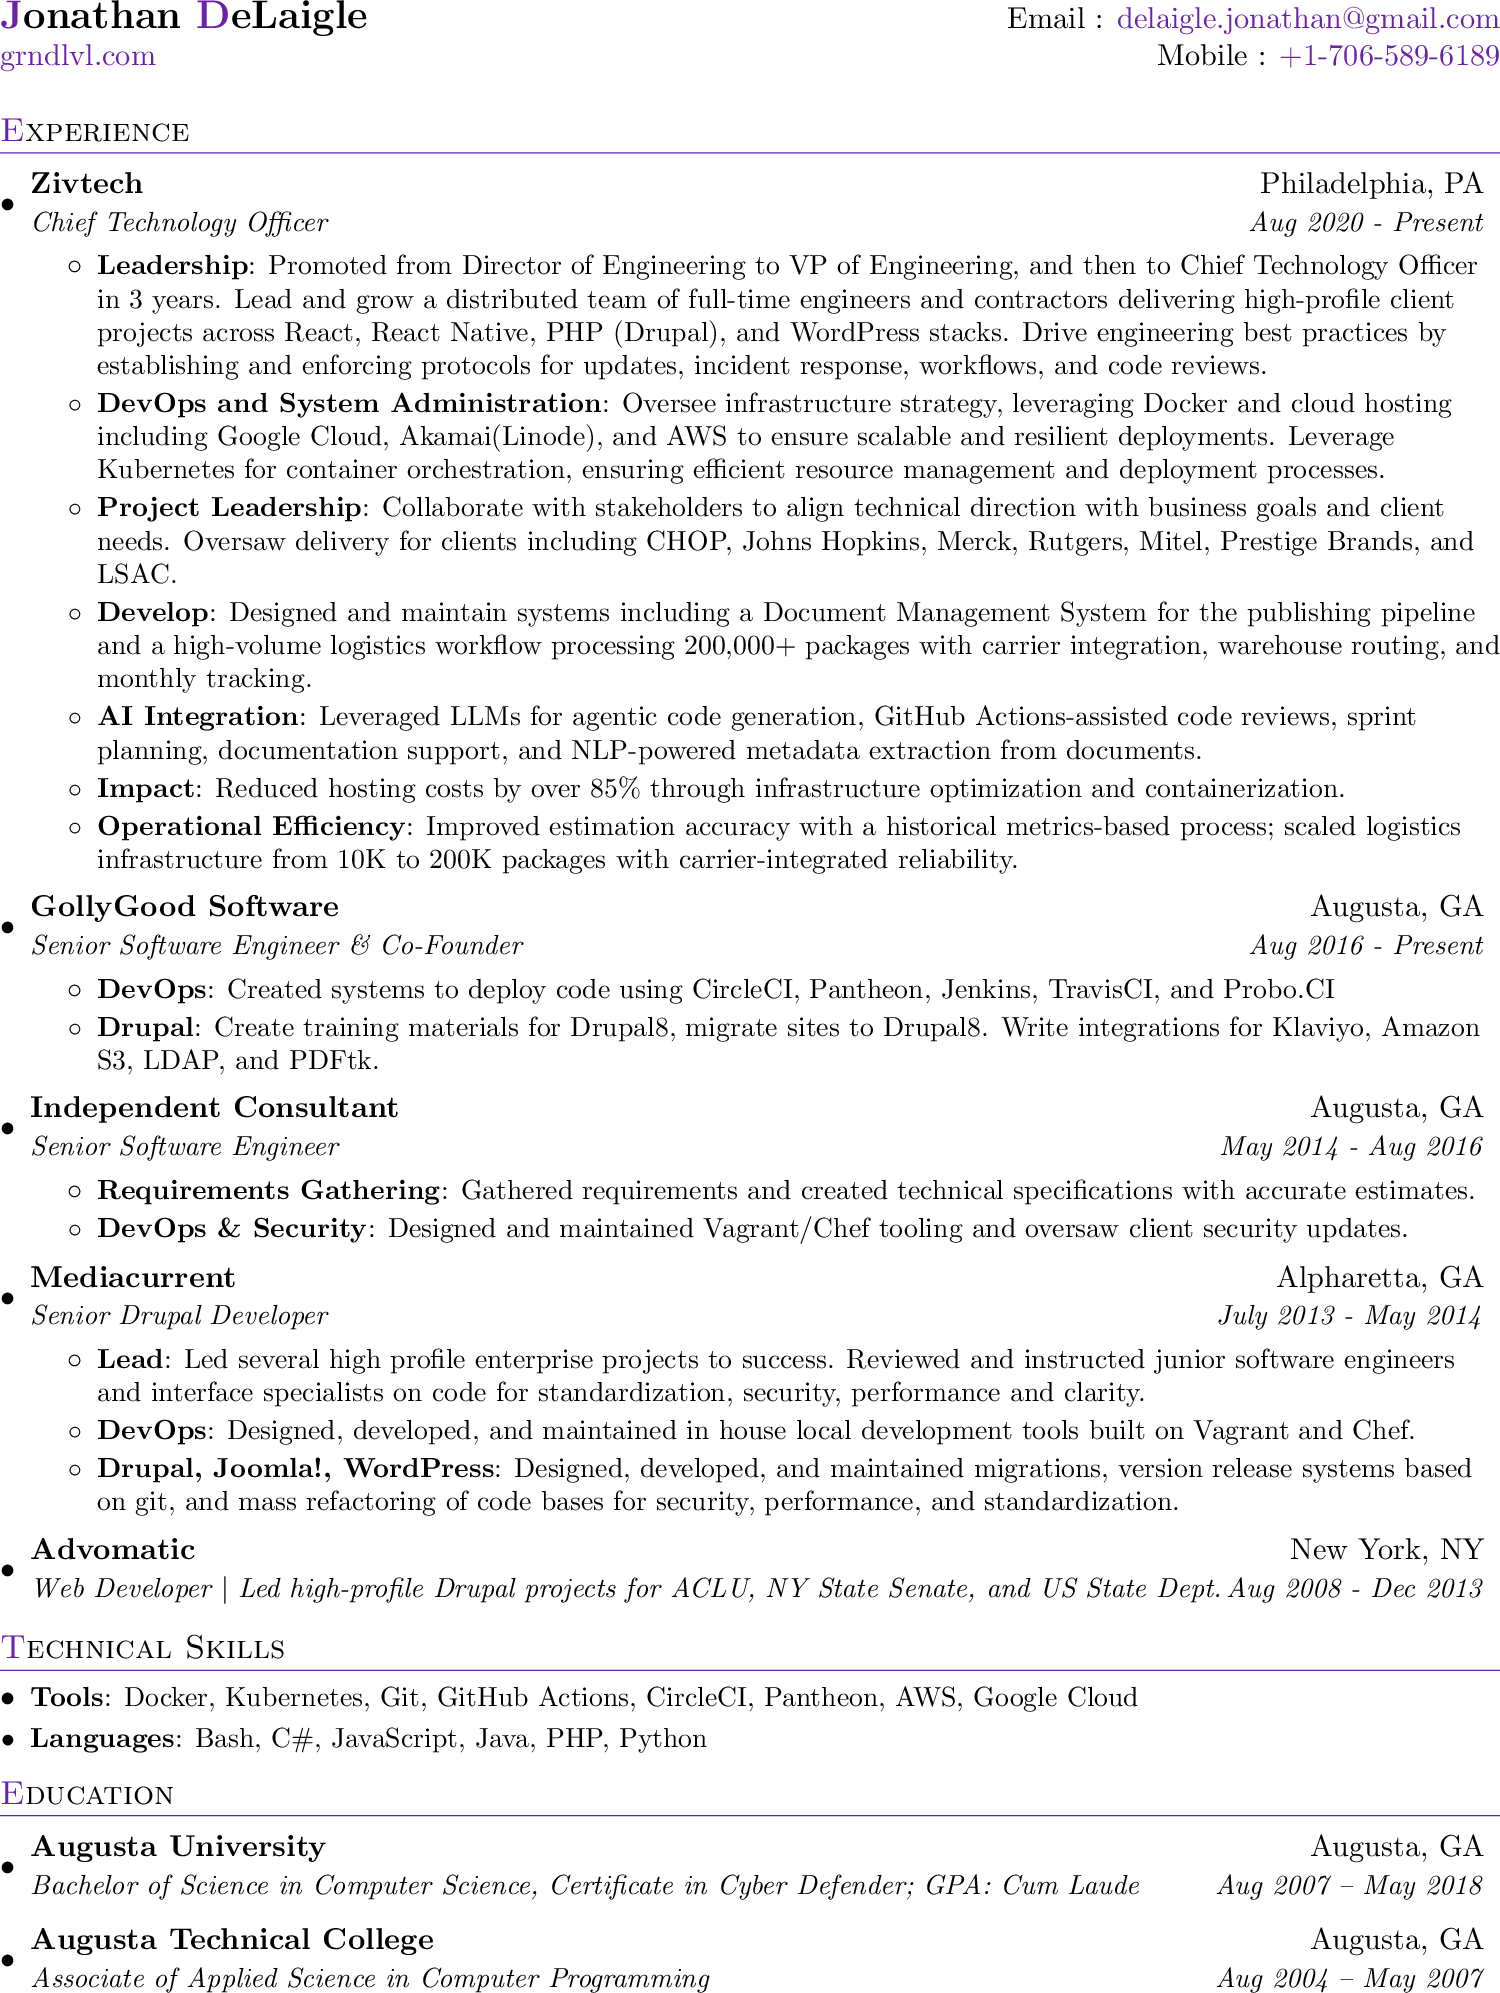 Jonathan DeLaigle Email : delaigle.jonathan@gmail.com
grndlvl.com Mobile : +1-706-589-6189
Experience
• Zivtech Philadelphia, PA
Chief Technology Officer Aug 2020 - Present
◦ Leadership: Promoted from Director of Engineering to VP of Engineering, and then to Chief Technology Officer
in 3 years. Lead and grow a distributed team of full-time engineers and contractors delivering high-profile client
projects across React, React Native, PHP (Drupal), and WordPress stacks. Drive engineering best practices by
establishing and enforcing protocols for updates, incident response, workflows, and code reviews.
◦ DevOps and System Administration: Oversee infrastructure strategy, leveraging Docker and cloud hosting
including Google Cloud, Akamai(Linode), and AWS to ensure scalable and resilient deployments. Leverage
Kubernetes for container orchestration, ensuring efficient resource management and deployment processes.
◦ Project Leadership: Collaborate with stakeholders to align technical direction with business goals and client
needs. Oversaw delivery for clients including CHOP, Johns Hopkins, Merck, Rutgers, Mitel, Prestige Brands, and
LSAC.
◦ Develop: Designed and maintain systems including a Document Management System for the publishing pipeline
and a high-volume logistics workflow processing 200,000+ packages with carrier integration, warehouse routing, and
monthly tracking.
◦ AI Integration: Leveraged LLMs for agentic code generation, GitHub Actions-assisted code reviews, sprint
planning, documentation support, and NLP-powered metadata extraction from documents.
◦ Impact: Reduced hosting costs by over 85% through infrastructure optimization and containerization.
◦ Operational Efficiency: Improved estimation accuracy with a historical metrics-based process; scaled logistics
infrastructure from 10K to 200K packages with carrier-integrated reliability.
• GollyGood Software Augusta, GA
Senior Software Engineer & Co-Founder Aug 2016 - Present
◦ DevOps: Created systems to deploy code using CircleCI, Pantheon, Jenkins, TravisCI, and Probo.CI
◦ Drupal: Create training materials for Drupal8, migrate sites to Drupal8. Write integrations for Klaviyo, Amazon
S3, LDAP, and PDFtk.
• Independent Consultant Augusta, GA
Senior Software Engineer May 2014 - Aug 2016
◦ Requirements Gathering: Gathered requirements and created technical specifications with accurate estimates.
◦ DevOps & Security: Designed and maintained Vagrant/Chef tooling and oversaw client security updates.
• Mediacurrent Alpharetta, GA
Senior Drupal Developer July 2013 - May 2014
◦ Lead: Led several high profile enterprise projects to success. Reviewed and instructed junior software engineers
and interface specialists on code for standardization, security, performance and clarity.
◦ DevOps: Designed, developed, and maintained in house local development tools built on Vagrant and Chef.
◦ Drupal, Joomla!, WordPress: Designed, developed, and maintained migrations, version release systems based
on git, and mass refactoring of code bases for security, performance, and standardization.
• Advomatic New York, NY
Web Developer | Led high-profile Drupal projects for ACLU, NY State Senate, and US State Dept. Aug 2008 - Dec 2013
Technical Skills
• Tools: Docker, Kubernetes, Git, GitHub Actions, CircleCI, Pantheon, AWS, Google Cloud
• Languages: Bash, C#, JavaScript, Java, PHP, Python
Education
• Augusta University Augusta, GA
Bachelor of Science in Computer Science, Certificate in Cyber Defender; GPA: Cum Laude Aug 2007 – May 2018
• Augusta Technical College Augusta, GA
Associate of Applied Science in Computer Programming Aug 2004 – May 2007